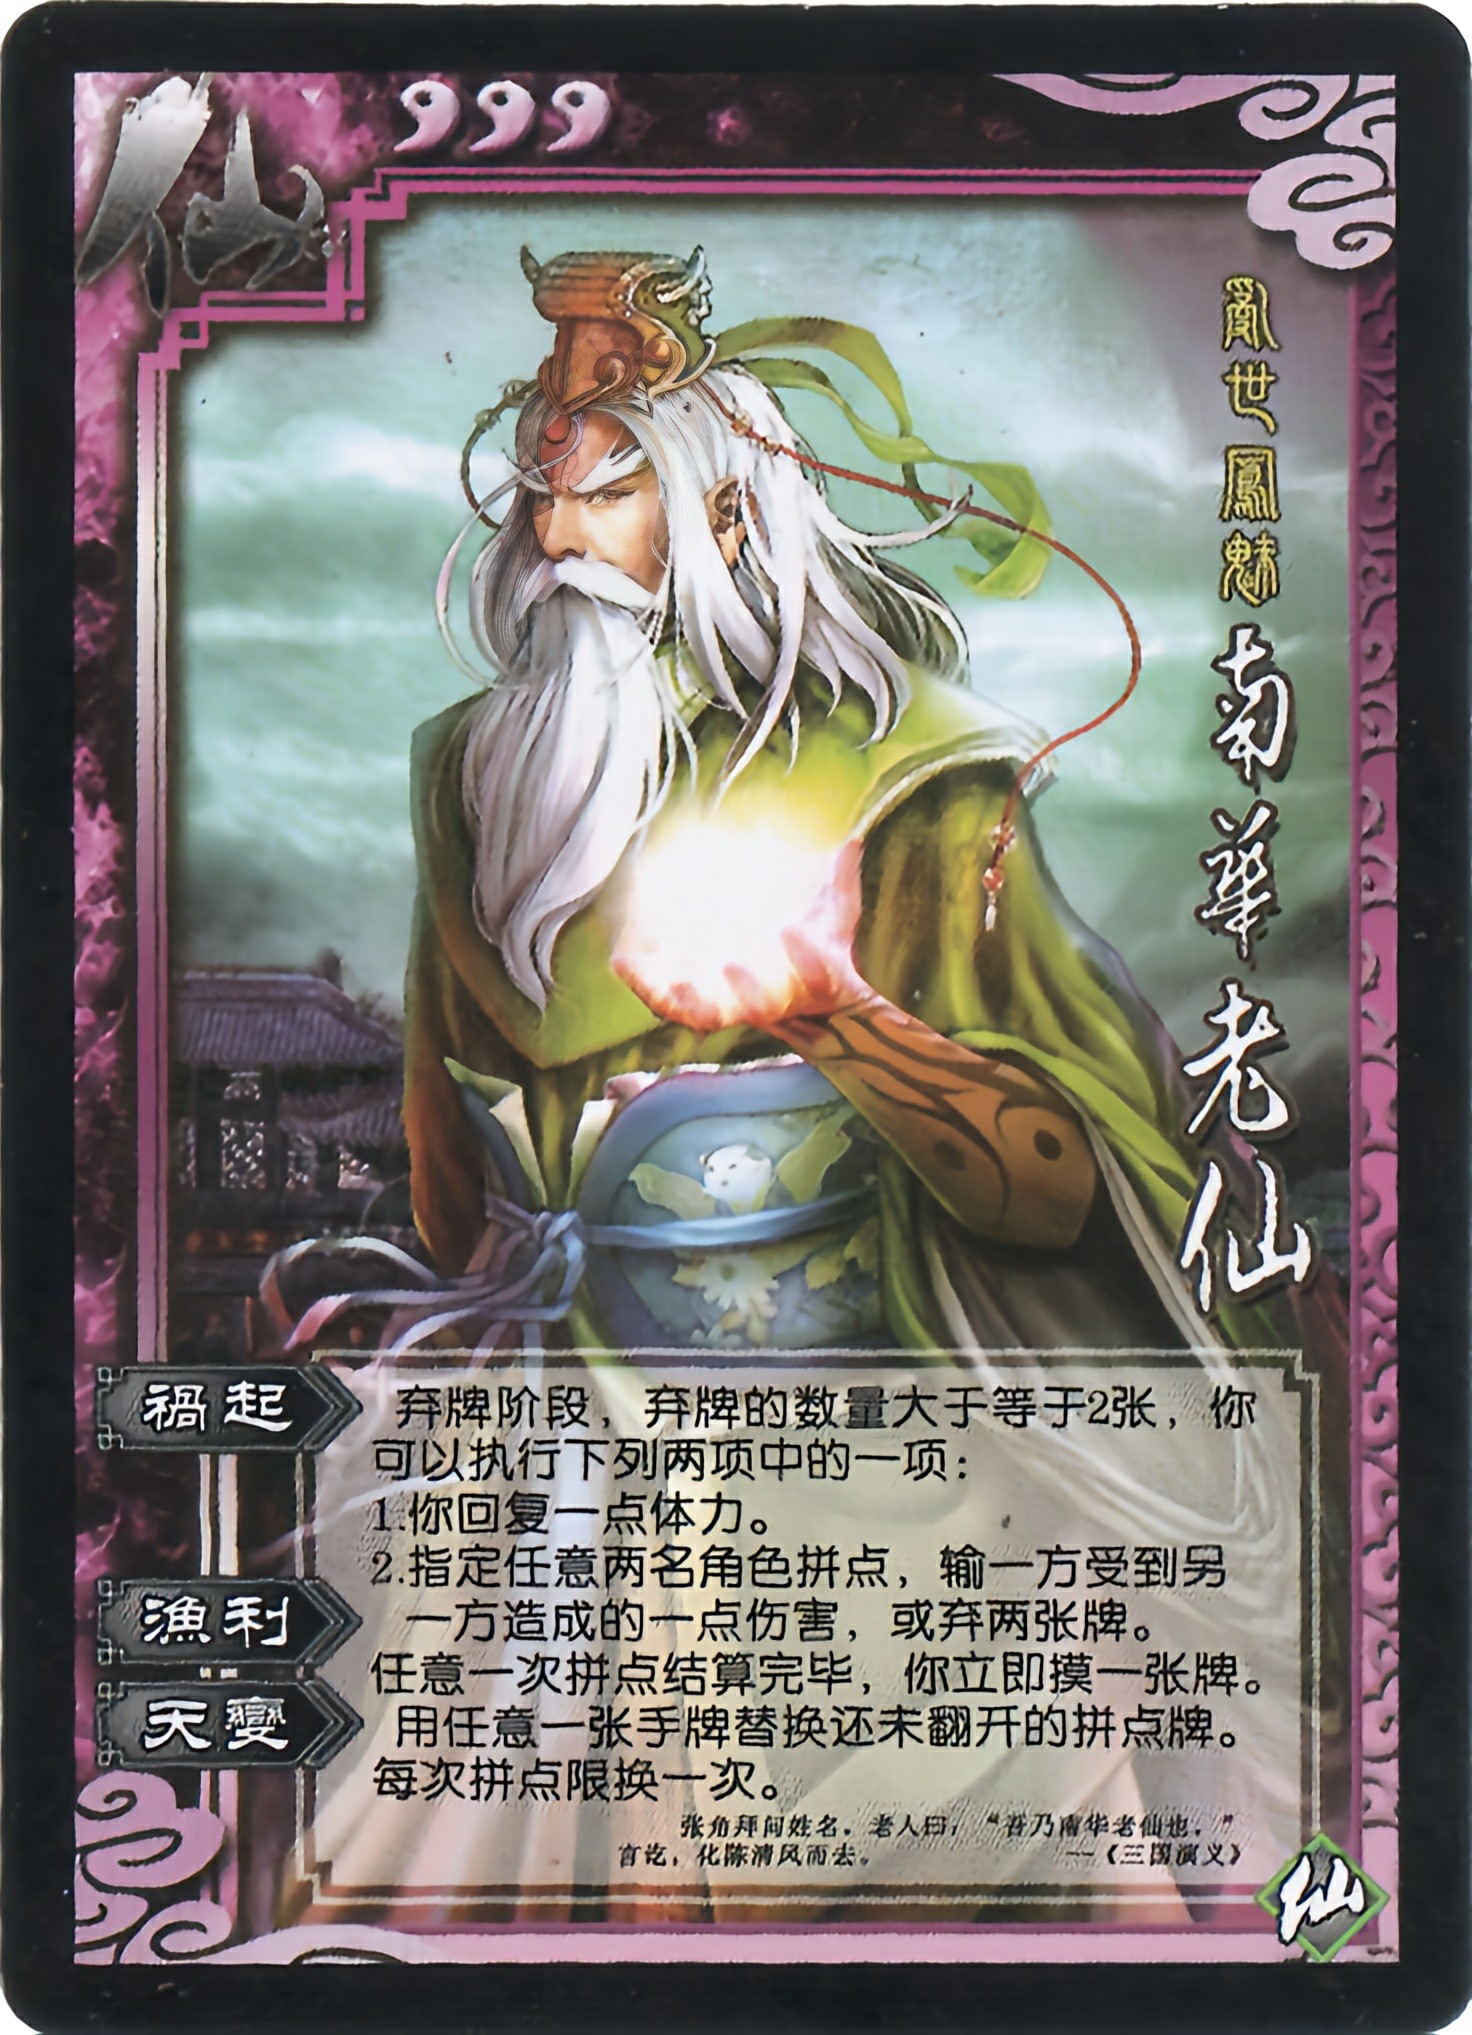 仙
亂世鳳魅
南華老仙
禍起
弃牌阶段，弃牌的数量大于等于2张，你
可以执行下列两项中的一项：
1.你回复一点体力。
2.指定任意两名角色拼点，输一方受到另
一方造成的一点伤害，或弃两张牌。
漁利
任意一次拼点结算完毕，你立即摸一张牌。
天變
用任意一张手牌替换还未翻开的拼点牌。
每次拼点限换一次。
张角拜问姓名。老人曰：“吾乃南华老仙也。”
言讫，化陈清风而去。
—《三国演义》
仙